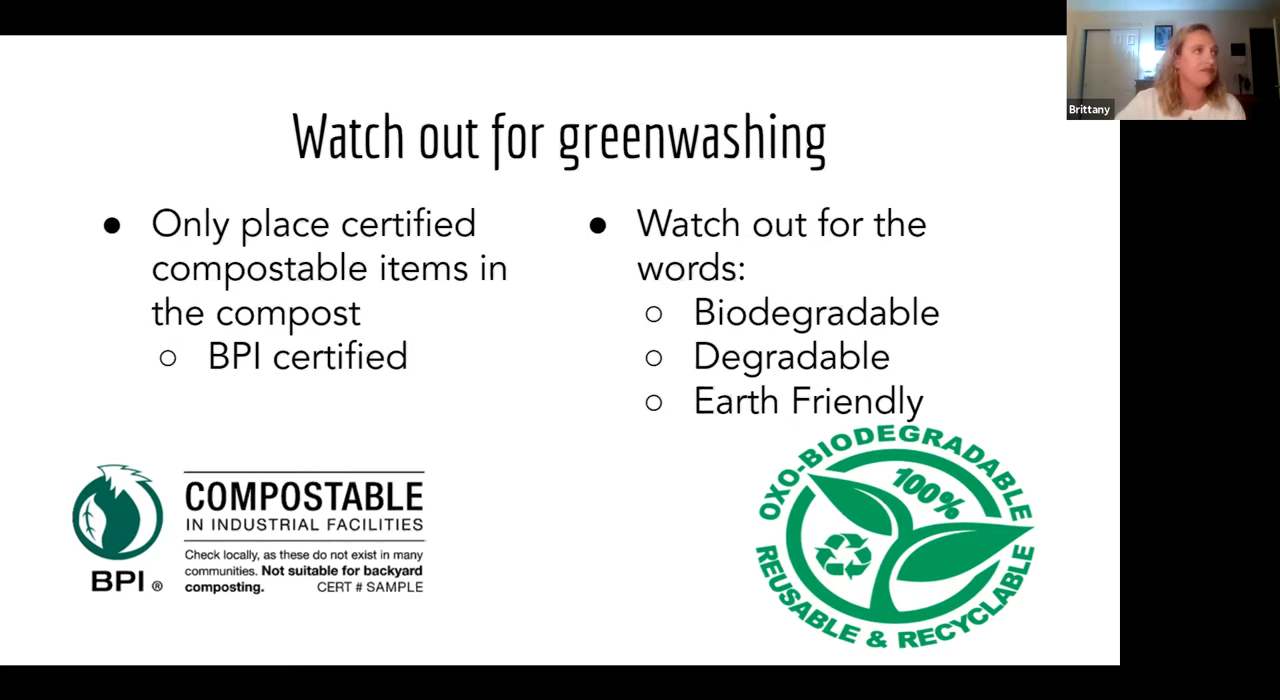 Brittany
Watch out for greenwashing
● Only place certified
compostable items in
the compost
○ BPI certified
● Watch out for the
words:
○ Biodegradable
○ Degradable
○ Earth Friendly
BPI ®
COMPOSTABLE
IN INDUSTRIAL FACILITIES
Check locally, as these do not exist in many
communities. Not suitable for backyard
composting. CERT # SAMPLE
OXO-BIODEGRADABLE
100%
REUSABLE & RECYCLABLE